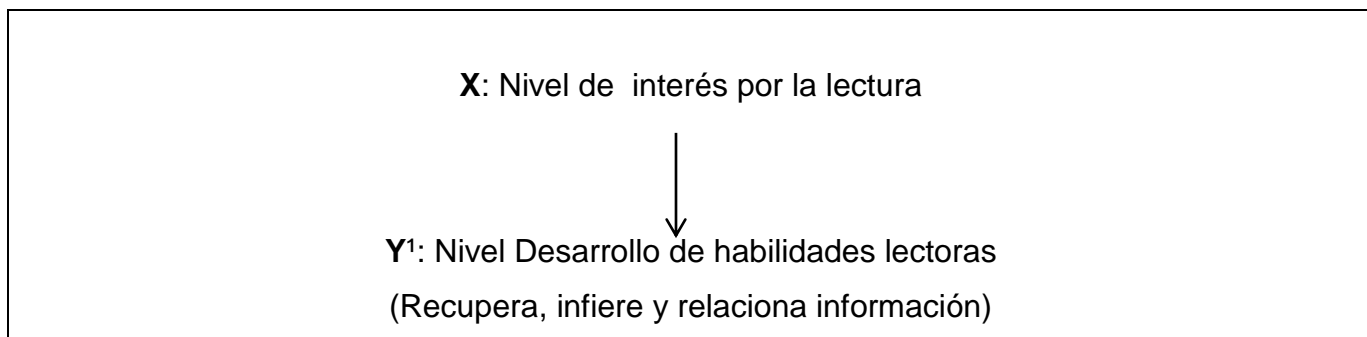 X: Nivel de  interés por la lectura
Y¹: Nivel Desarrollo de habilidades lectoras
(Recupera, infiere y relaciona información)